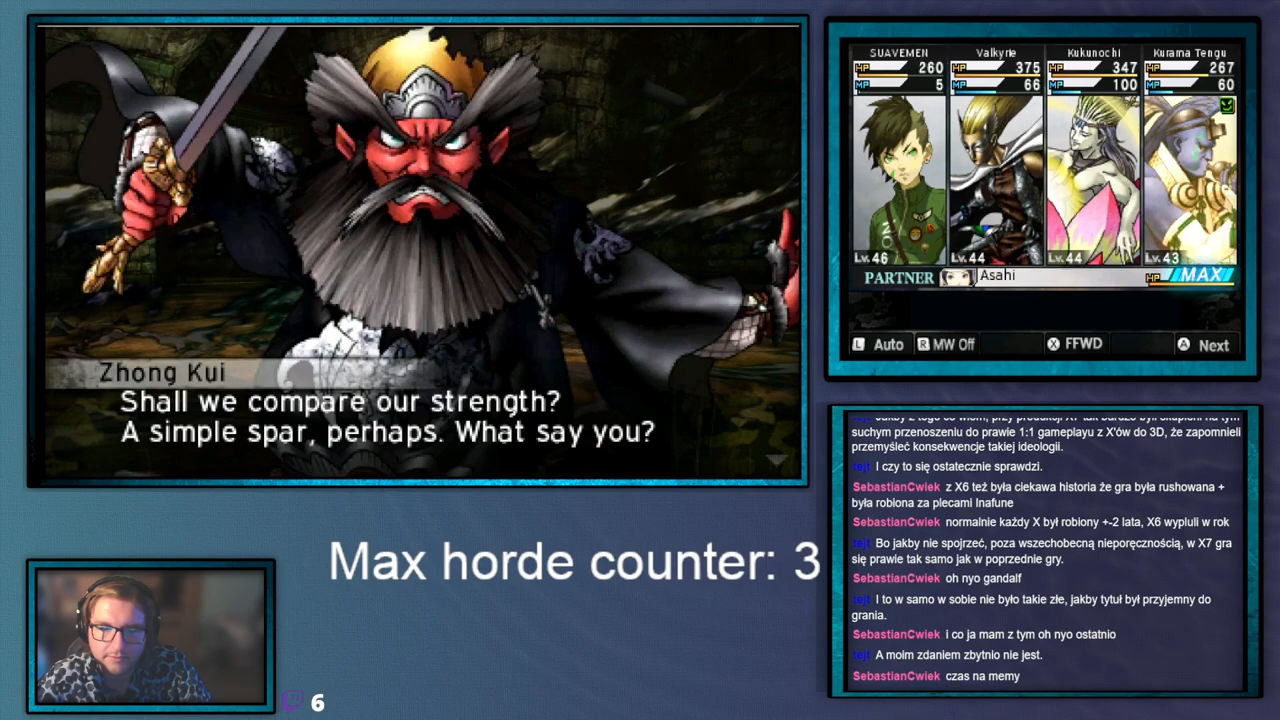 Zhong Kui
Shall we compare our strength?
A simple spar, perhaps. What say you?
SUAVEMEN Valkyrie Kukunochi Kurama Tengu
HP 260 HP 375 HP 347 HP 267
MP 5 MP 66 MP 100 MP 60
Lv.46 Lv.44 Lv.44 Lv.43
PARTNER Asahi HP MAX
L Auto R MW Off X FFWD A Next
suchym przenoszeniu do prawie 1:1 gameplayu z X'ów do 3D, że zapomnieli
przemyśleć konsekwencje takiej ideologii.
tejt I czy to się ostatecznie sprawdzi.
SebastianCwiek z X6 też była ciekawa historia że gra była rushowana +
była robiona za plecami Inafune
SebastianCwiek normalnie każdy X był robiony +-2 lata, X6 wypluli w rok
tejt Bo jakby nie spojrzeć, poza wszechobecną nieporęcznością, w X7 gra
się prawie tak samo jak w poprzednie gry.
SebastianCwiek oh nyo gandalf
tejt I to w samo w sobie nie było takie złe, jakby tytuł był przyjemny do
grania.
SebastianCwiek i co ja mam z tym oh nyo ostatnio
tejt A moim zdaniem zbytnio nie jest.
SebastianCwiek czas na memy
Max horde counter: 3
6